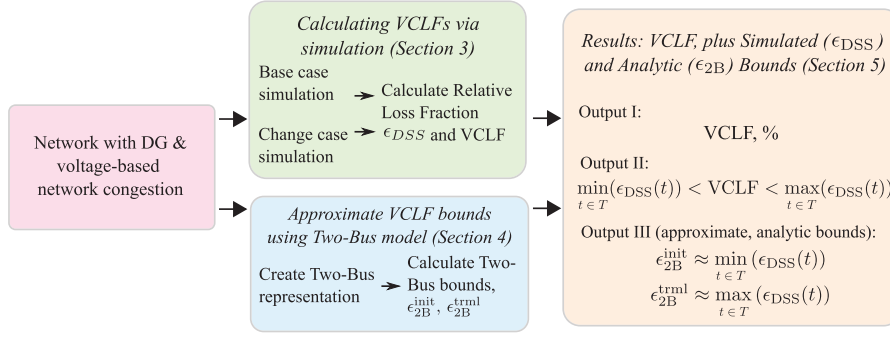 Network with DG &
voltage-based
network congestion
Calculating VCLFs via
simulation (Section 3)
Base case
simulation
Change case
simulation
Calculate Relative
Loss Fraction
ϵ_DSS and VCLF
Approximate VCLF bounds
using Two-Bus model (Section 4)
Create Two-Bus
representation
Calculate Two-
Bus bounds,
ϵ_2B^init, ϵ_2B^trml
Results: VCLF, plus Simulated (ϵ_DSS)
and Analytic (ϵ_2B) Bounds (Section 5)
Output I:
VCLF, %
Output II:
min(ϵ_DSS(t)) < VCLF < max(ϵ_DSS(t))
t ∈ T t ∈ T
Output III (approximate, analytic bounds):
ϵ_2B^init ≈ min (ϵ_DSS(t))
t ∈ T
ϵ_2B^trml ≈ max (ϵ_DSS(t))
t ∈ T